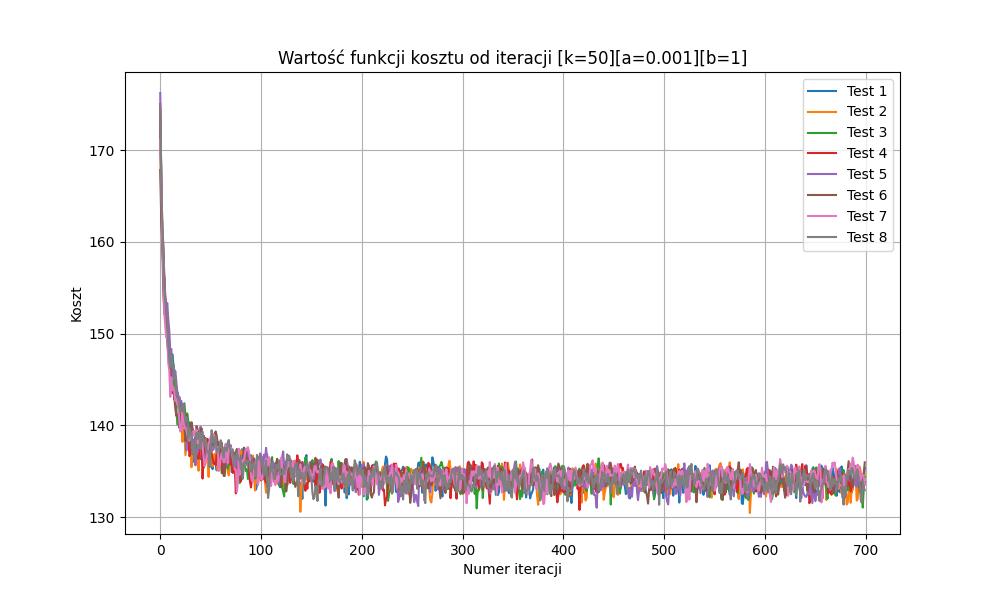 Wartość funkcji kosztu od iteracji [k=50][a=0.001][b=1]
Test 1
Test 2
Test 3
Test 4
Test 5
Test 6
Test 7
Test 8
Koszt
170
160
150
140
130
0 100 200 300 400 500 600 700
Numer iteracji